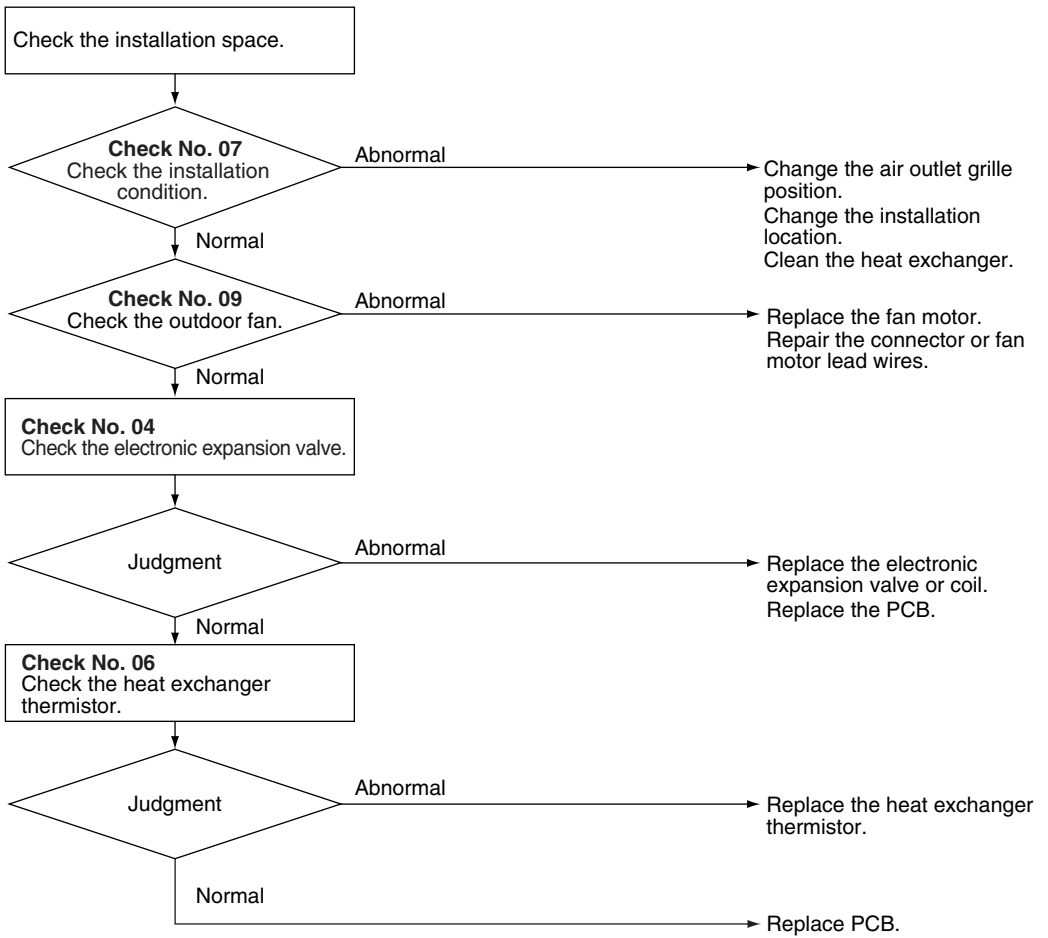 Check the installation space.
Check No. 07
Check the installation
condition.
Abnormal
Change the air outlet grille
position.
Change the installation
location.
Clean the heat exchanger.
Normal
Check No. 09
Check the outdoor fan.
Abnormal
Replace the fan motor.
Repair the connector or fan
motor lead wires.
Normal
Check No. 04
Check the electronic expansion valve.
Judgment
Abnormal
Replace the electronic
expansion valve or coil.
Replace the PCB.
Normal
Check No. 06
Check the heat exchanger
thermistor.
Judgment
Abnormal
Replace the heat exchanger
thermistor.
Normal
Replace PCB.